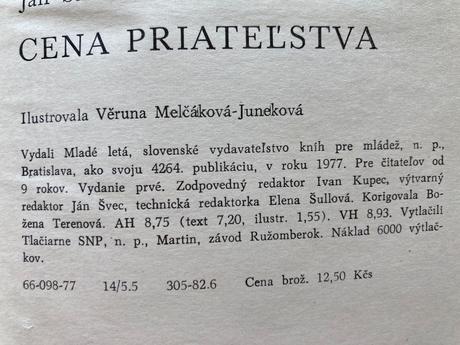 Ján
CENA PRIATEĽSTVA
Ilustrovala Věruna Melčáková-Juneková
Vydali Mladé letá, slovenské vydavateľstvo kníh pre mládež, n. p.,
Bratislava, ako svoju 4264. publikáciu, v roku 1977. Pre čitateľov od
9 rokov. Vydanie prvé. Zodpovedný redaktor Ivan Kupec, výtvarný
redaktor Ján Švec, technická redaktorka Elena Šullová. Korigovala Bo-
žena Terenová. AH 8,75 (text 7,20, ilustr. 1,55). VH 8,93. Vytlačili
Tlačiarne SNP, n. p., Martin, závod Ružomberok. Náklad 6000 výtlač-
kov.
66-098-77 14/5.5 305-82.6 Cena brož. 12,50 Kčs